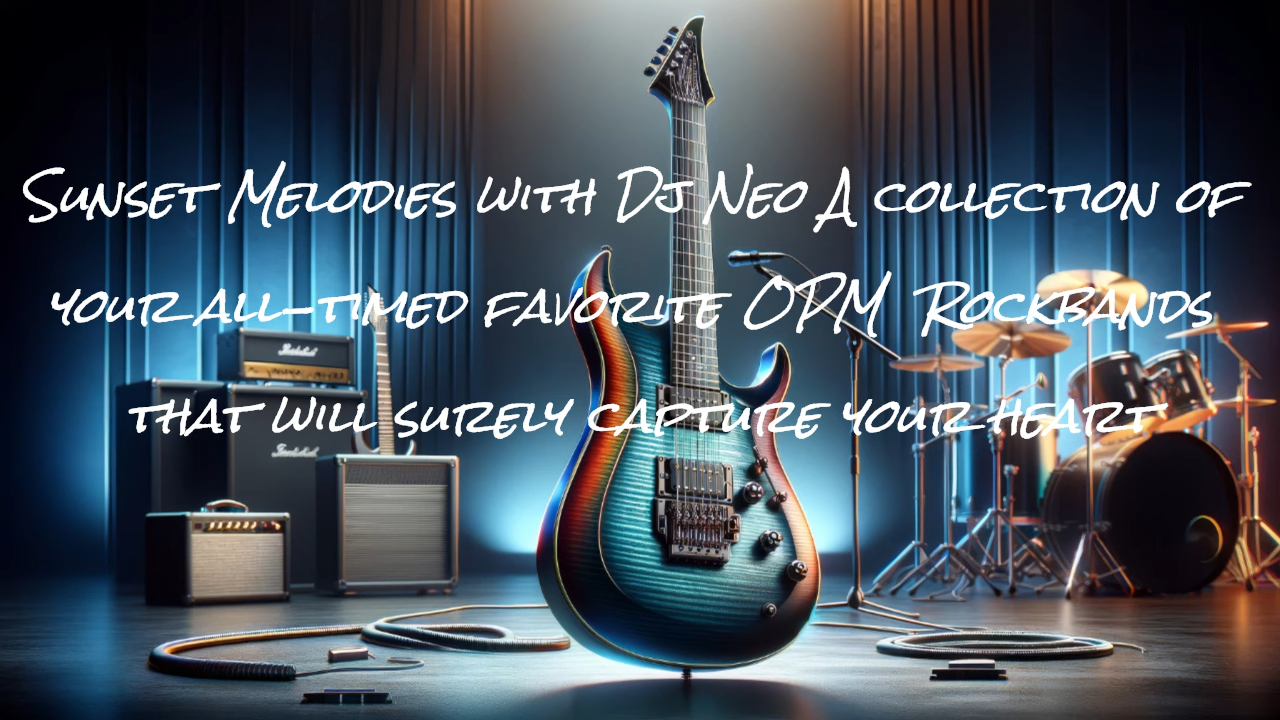 Sunset Melodies with Dj Neo A collection of
your all-timed favorite OPM Rockbands
that will surely capture your heart